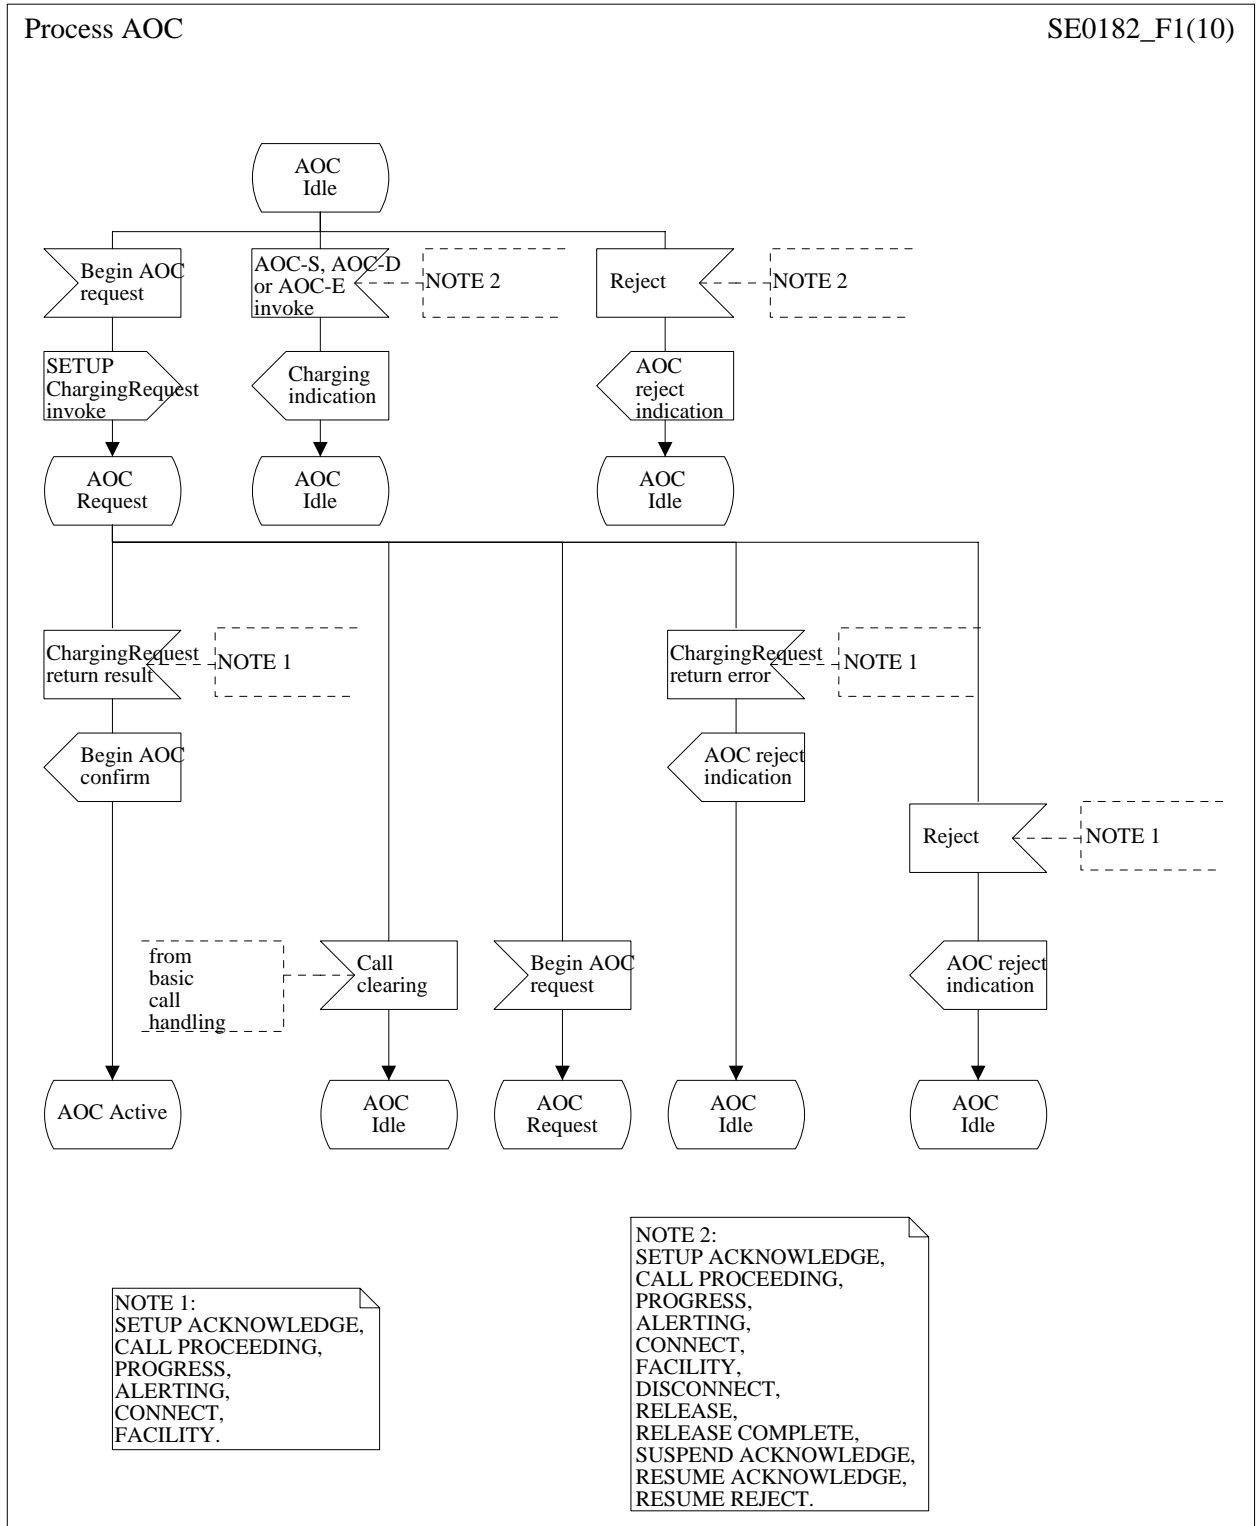 Process AOC
SE0182_F1(10)
AOC
Idle
Begin AOC
request
AOC-S, AOC-D
or AOC-E
invoke
NOTE 2
Reject
NOTE 2
SETUP
ChargingRequest
invoke
Charging
indication
AOC
reject
indication
AOC
Request
AOC
Idle
AOC
Idle
ChargingRequest
return result
NOTE 1
ChargingRequest
return error
NOTE 1
Begin AOC
confirm
AOC reject
indication
Reject
NOTE 1
from
basic
call
handling
Call
clearing
Begin AOC
request
AOC reject
indication
AOC Active
AOC
Idle
AOC
Request
AOC
Idle
AOC
Idle
NOTE 1:
SETUP ACKNOWLEDGE,
CALL PROCEEDING,
PROGRESS,
ALERTING,
CONNECT,
FACILITY.
NOTE 2:
SETUP ACKNOWLEDGE,
CALL PROCEEDING,
PROGRESS,
ALERTING,
CONNECT,
FACILITY,
DISCONNECT,
RELEASE,
RELEASE COMPLETE,
SUSPEND ACKNOWLEDGE,
RESUME ACKNOWLEDGE,
RESUME REJECT.